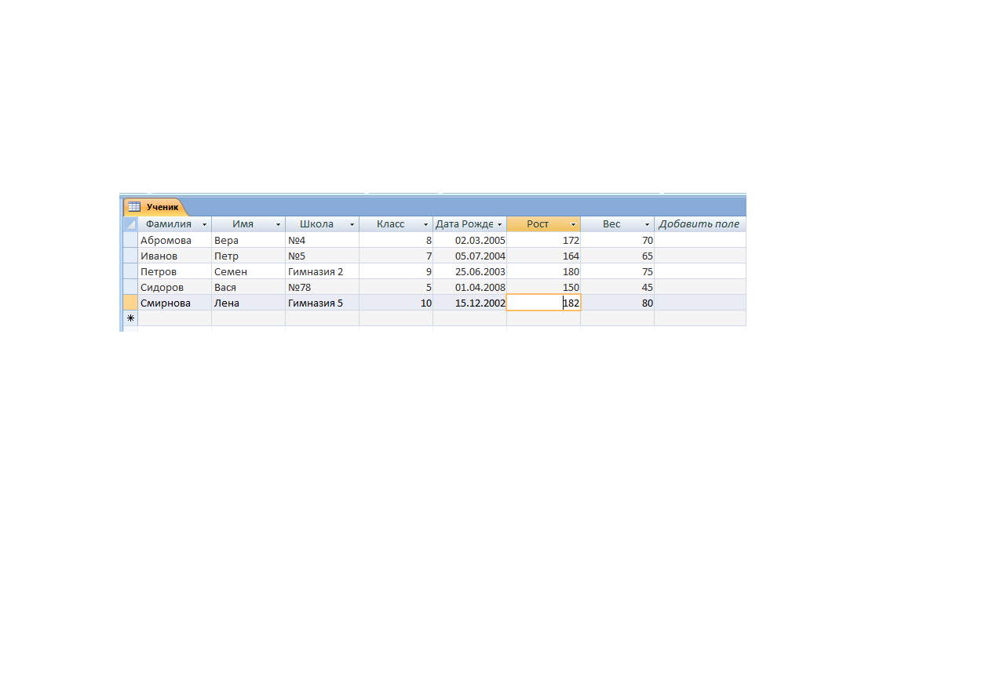 Ученик
Фамилия Имя Школа Класс Дата Рожде Рост Вес Добавить поле
Абромова Вера №4 8 02.03.2005 172 70
Иванов Петр №5 7 05.07.2004 164 65
Петров Семен Гимназия 2 9 25.06.2003 180 75
Сидоров Вася №78 5 01.04.2008 150 45
Смирнова Лена Гимназия 5 10 15.12.2002 182 80